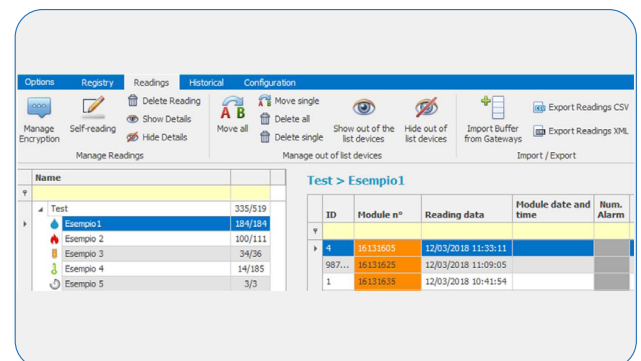 Options Registry Readings Historical Configuration
Manage Encryption
Self-reading
Delete Reading
Show Details
Hide Details
Manage Readings
Move all
Move single
Delete all
Delete single
Show out of the list devices
Hide out of list devices
Manage out of list devices
Import Buffer from Gateways
Export Readings CSV
Export Readings XML
Import / Export
Name
Test 335/519
Esempio 1 184/184
Esempio 2 100/111
Esempio 3 34/36
Esempio 4 14/185
Esempio 5 3/3
Test > Esempio1
ID Module n° Reading data Module date and time Num. Alarm
4 16131605 12/03/2018 11:33:11
987... 16131625 12/03/2018 11:09:05
1 16131635 12/03/2018 10:41:54